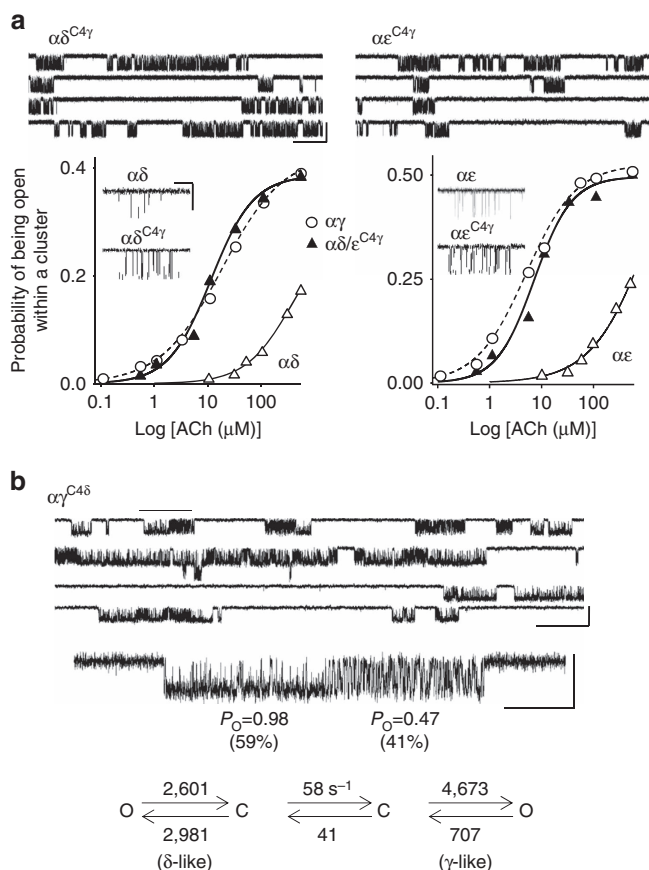 a
αδC4γ
αεC4γ
Probability of being open
within a cluster
0.4
0.2
0.0
αδ
αδC4γ
αγ
αδ/εC4γ
αδ
0.1 1 10 100
Log [ACh (μM)]
0.50
0.25
0.00
αε
αεC4γ
αε
0.1 1 10 100
Log [ACh (μM)]
b
αγC4δ
PO=0.98
(59%)
PO=0.47
(41%)
2,601 58 s–1 4,673
O C C O
2,981 41 707
(δ-like) (γ-like)